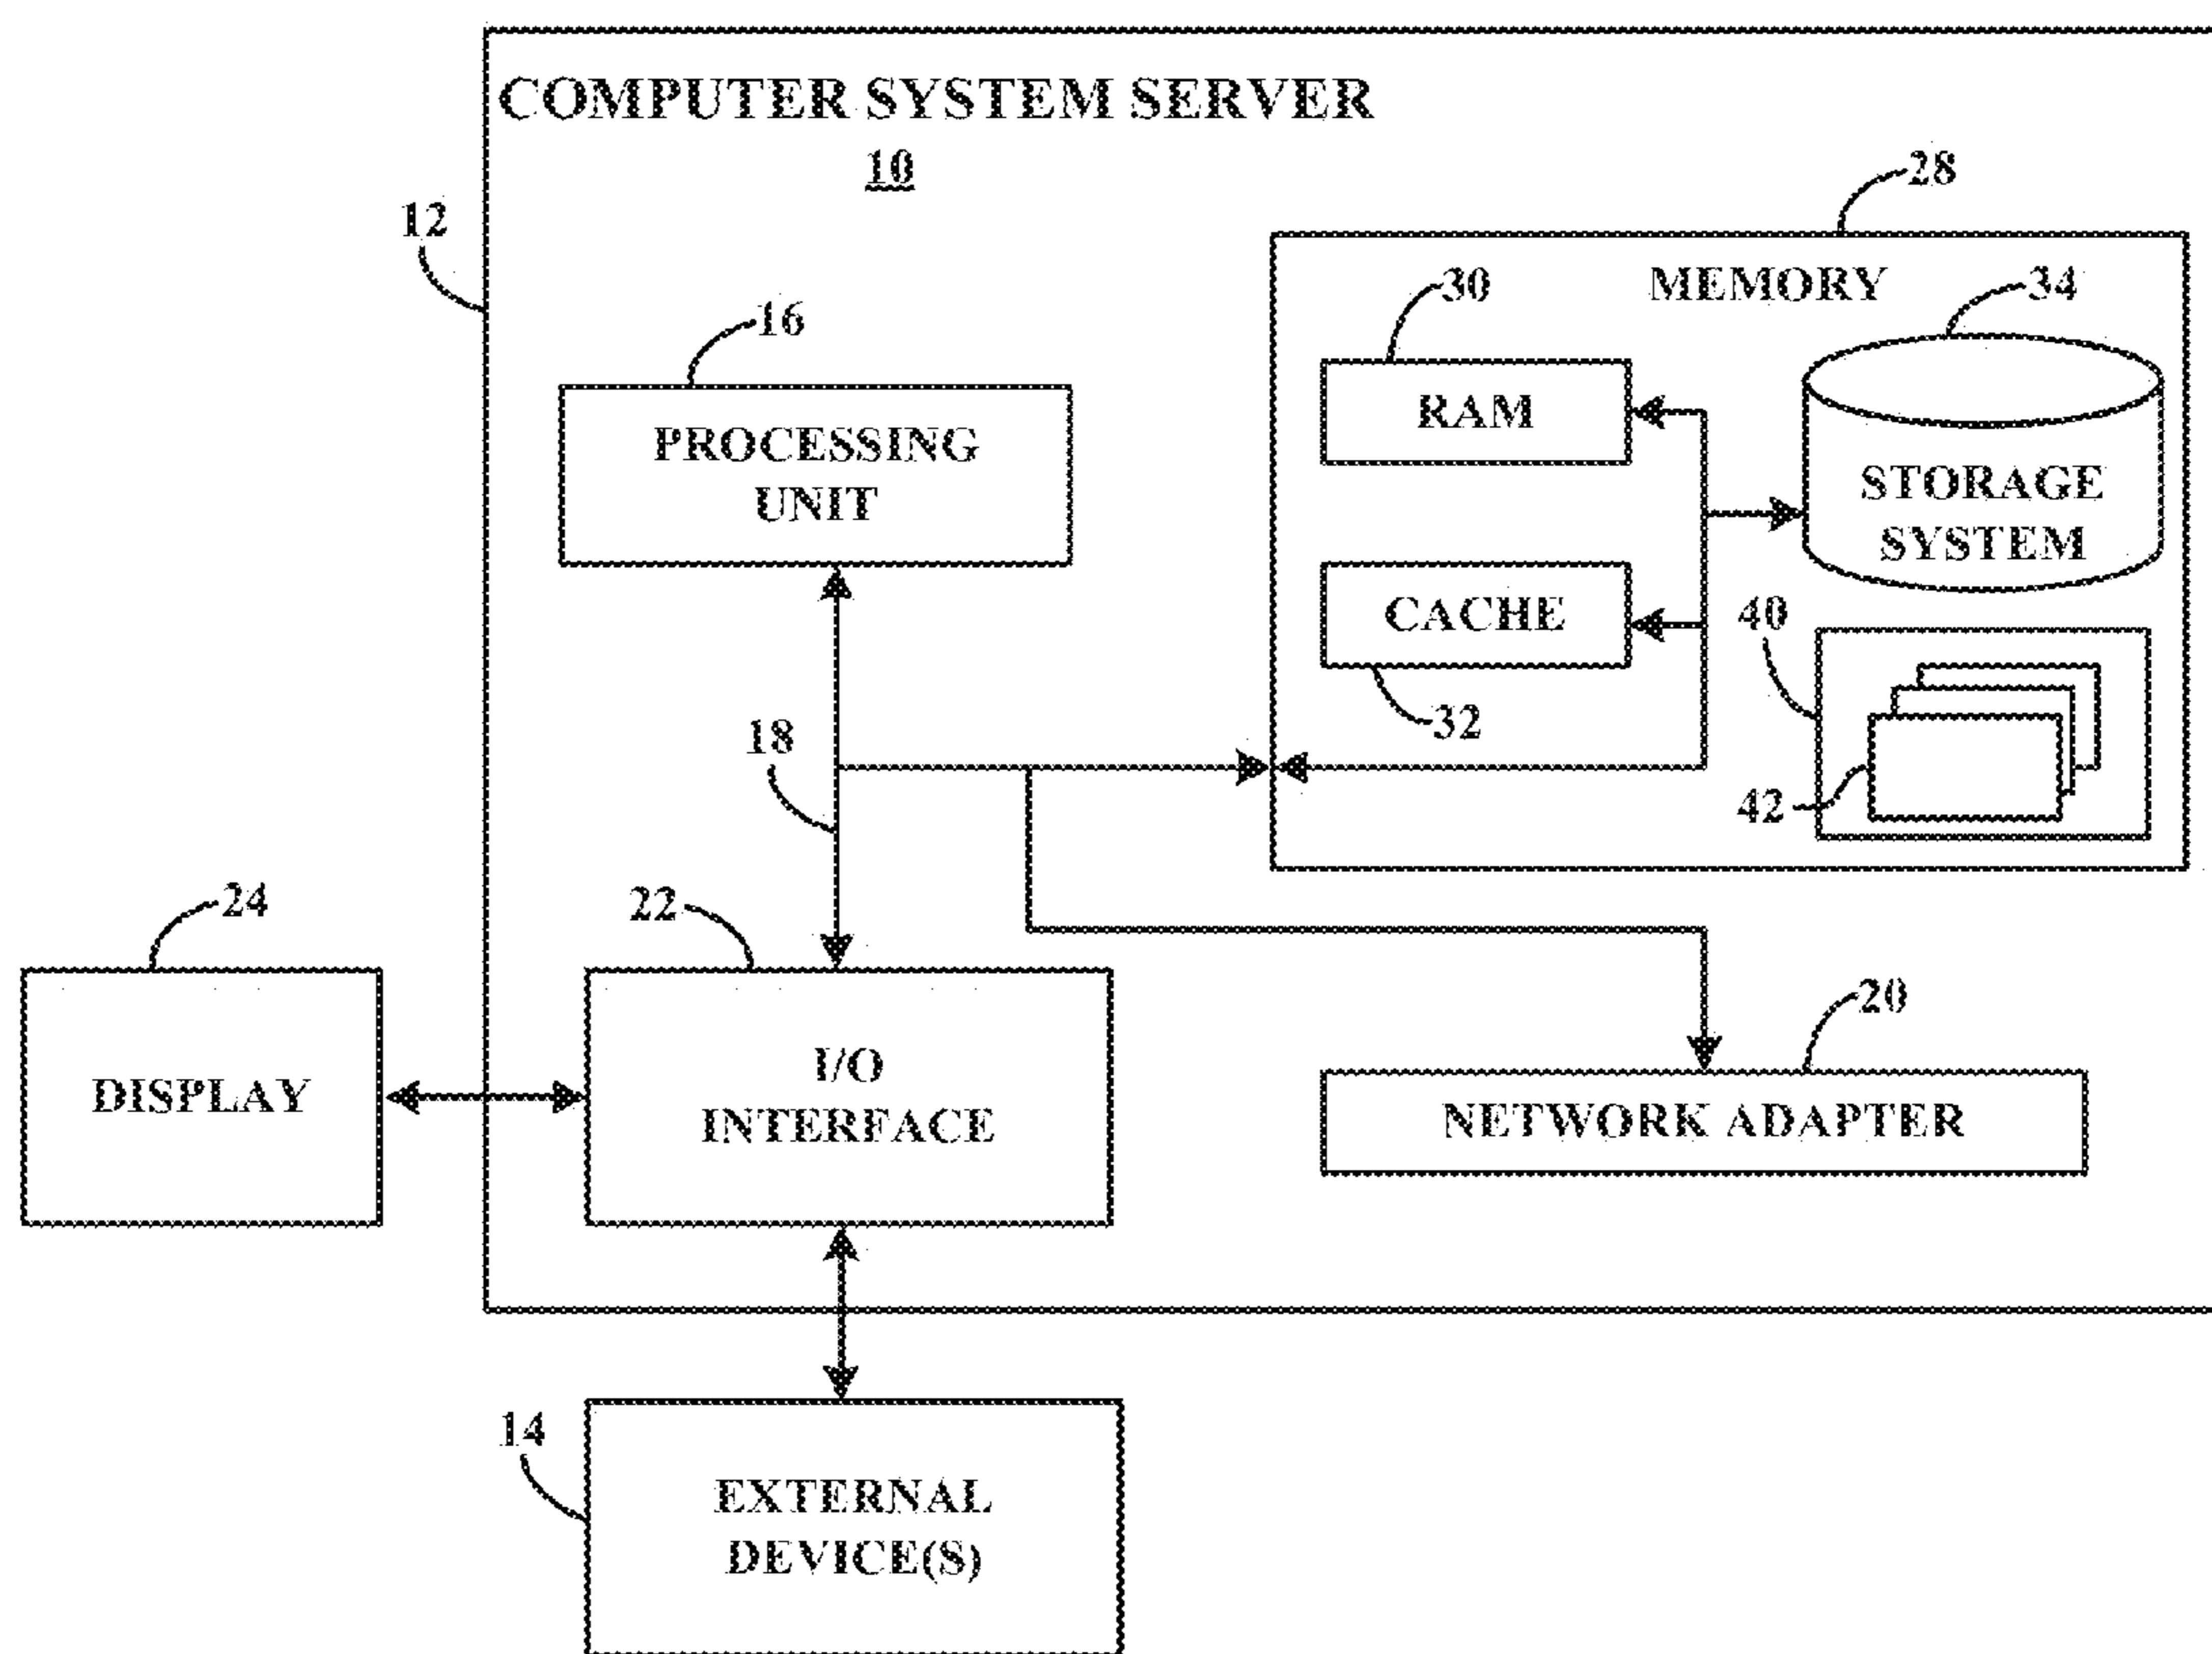 COMPUTER SYSTEM SERVER
10
12
28
MEMORY
30
34
16
RAM
PROCESSING
UNIT
STORAGE
SYSTEM
CACHE
40
32
18
42
24
22
20
DISPLAY
I/O
INTERFACE
NETWORK ADAPTER
14
EXTERNAL
DEVICE(S)